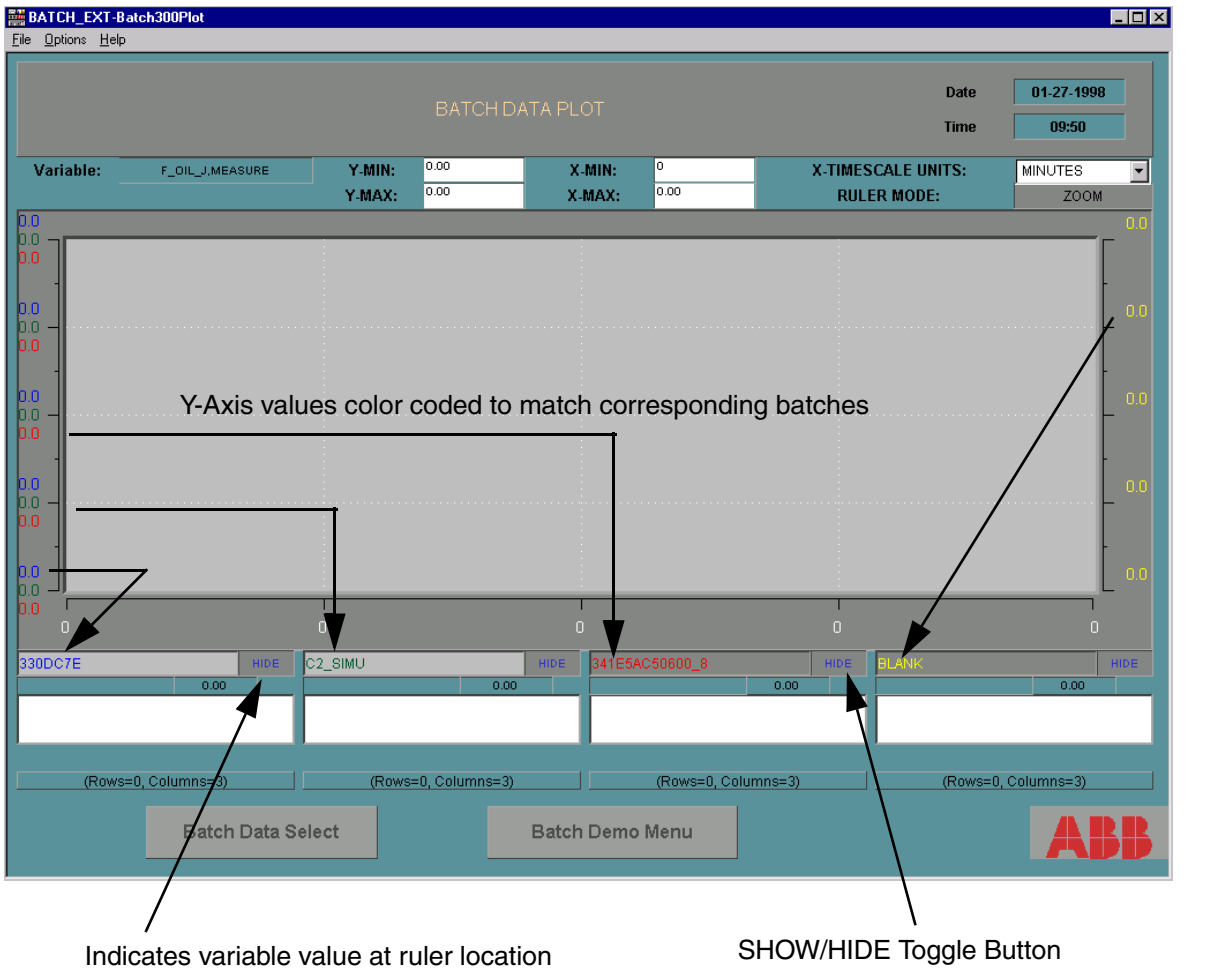 BATCH_EXT-Batch300Plot
File Options Help
BATCH DATA PLOT
Date 01-27-1998
Time 09:50
Variable: F_OIL_J,MEASURE Y-MIN: 0.00 X-MIN: 0 X-TIMESCALE UNITS: MINUTES
Y-MAX: 0.00 X-MAX: 0.00 RULER MODE: ZOOM
0.0 0.0
0.0
0.0
0.0 0.0
0.0
0.0
Y-Axis values color coded to match corresponding batches
0.0 0.0
0.0
0.0
0.0 0.0
0.0
0.0
0.0 0.0
0.0
0.0
0 0 0 0 0
330DC7E HIDE C2_SIMU HIDE 341E5AC50600_8 HIDE BLANK HIDE
0.00 0.00 0.00 0.00
(Rows=0, Columns=3) (Rows=0, Columns=3) (Rows=0, Columns=3) (Rows=0, Columns=3)
Batch Data Select Batch Demo Menu ABB
Indicates variable value at ruler location SHOW/HIDE Toggle Button